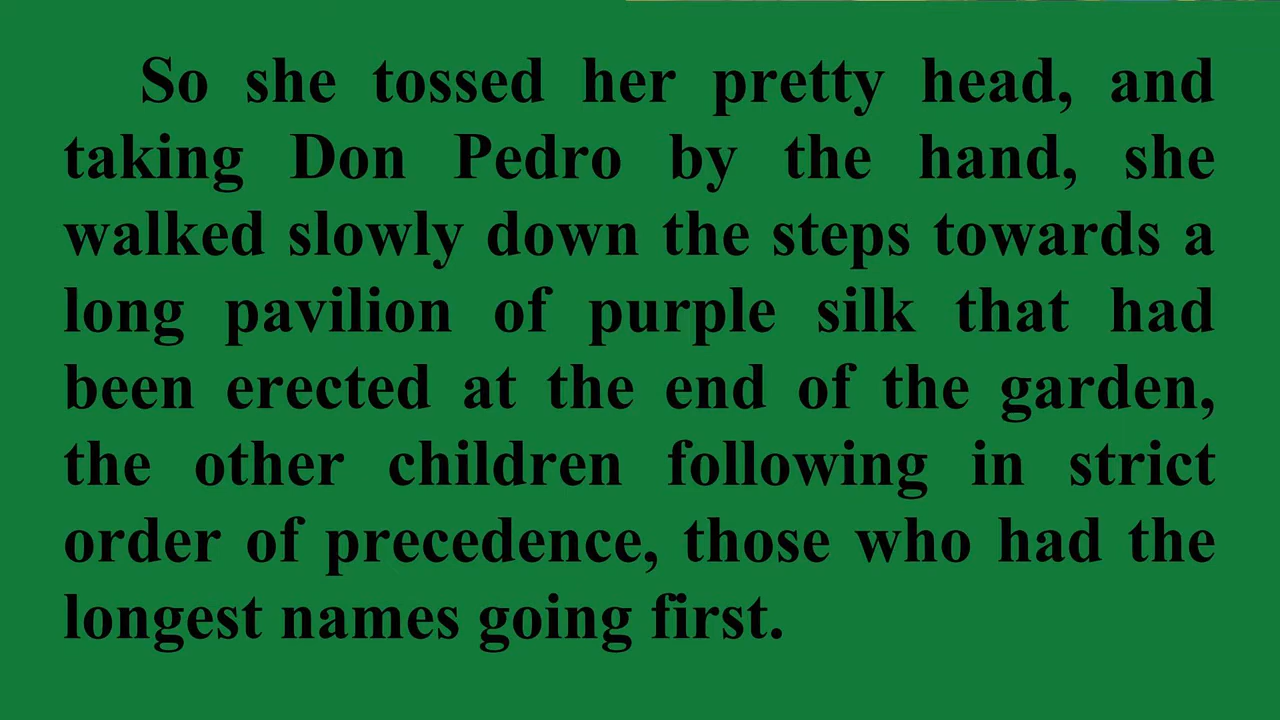 So she tossed her pretty head, and
taking Don Pedro by the hand, she
walked slowly down the steps towards a
long pavilion of purple silk that had
been erected at the end of the garden,
the other children following in strict
order of precedence, those who had the
longest names going first.